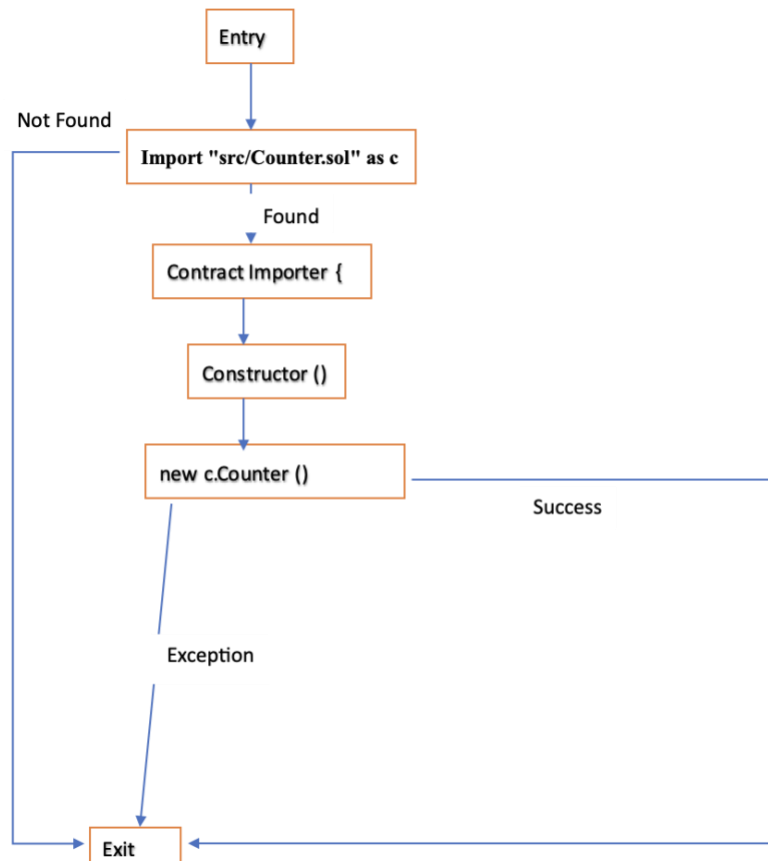 Entry
Not Found
Import "src/Counter.sol" as c
Found
Contract Importer {
Constructor ()
new c.Counter ()
Success
Exception
Exit